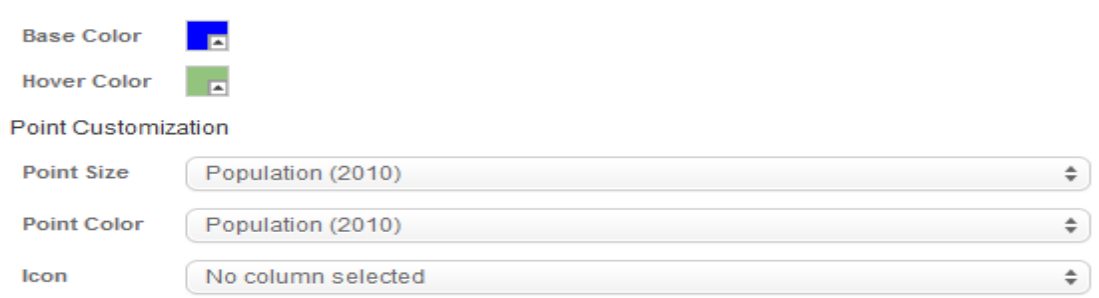 Base Color
Hover Color
Point Customization
Point Size Population (2010)
Point Color Population (2010)
Icon No column selected